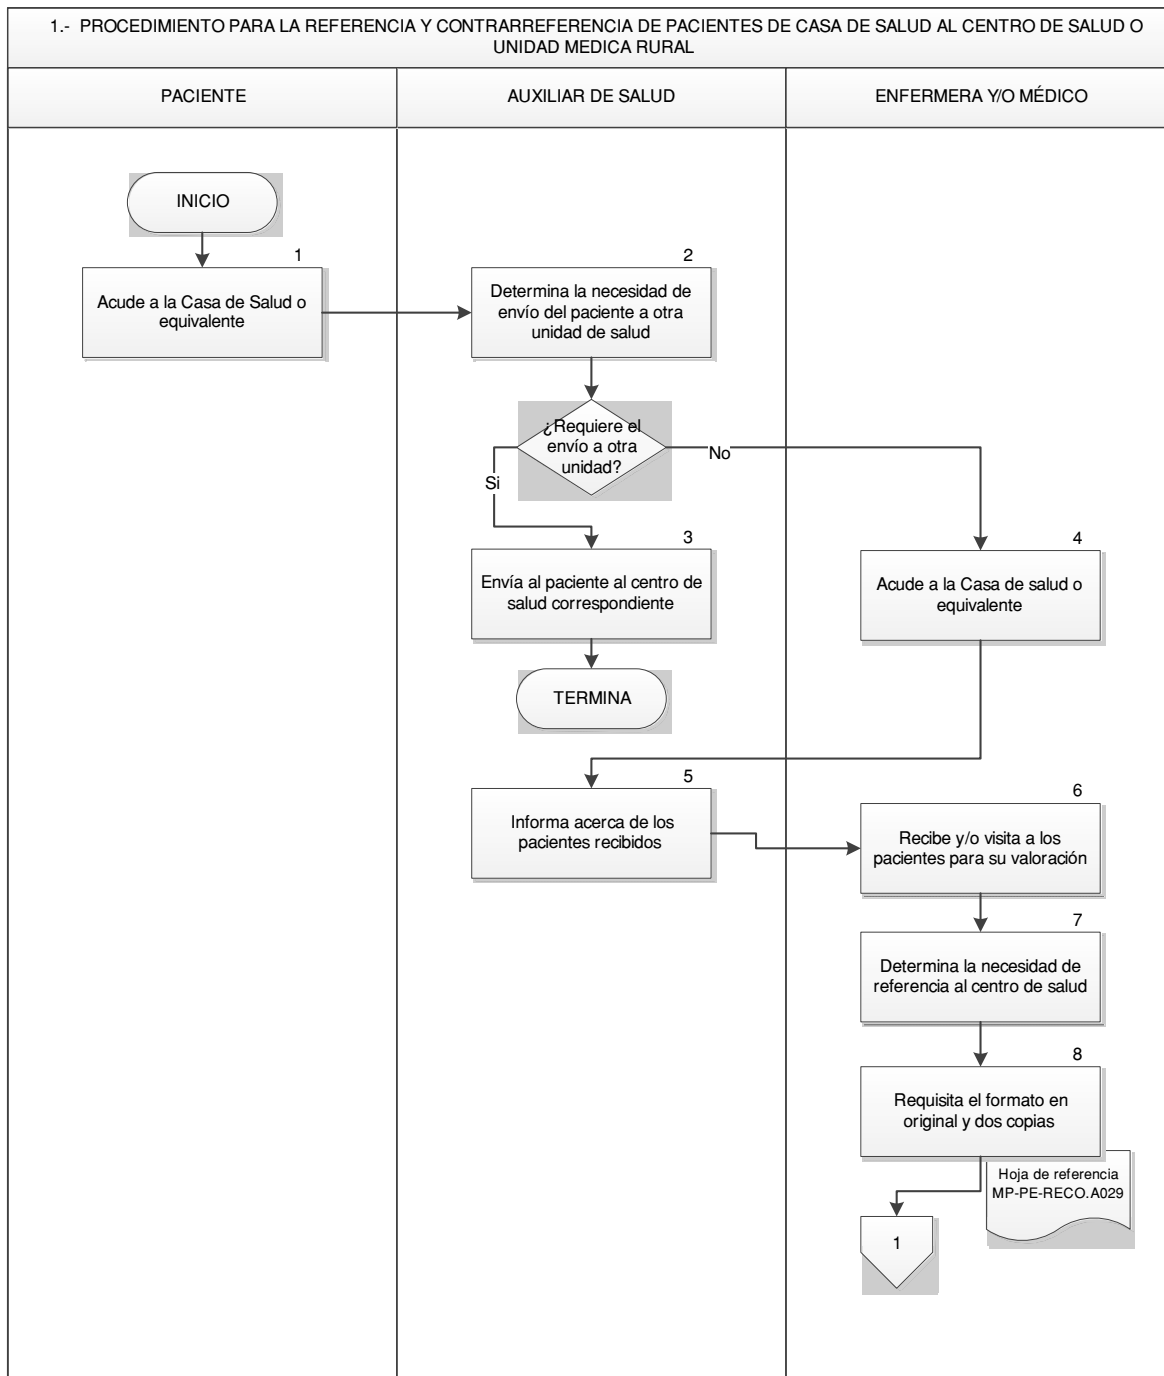 1.- PROCEDIMIENTO PARA LA REFERENCIA Y CONTRARREFERENCIA DE PACIENTES DE CASA DE SALUD AL CENTRO DE SALUD O
UNIDAD MEDICA RURAL
PACIENTE
AUXILIAR DE SALUD
ENFERMERA Y/O MÉDICO
INICIO
1
Acude a la Casa de Salud o
equivalente
2
Determina la necesidad de
envío del paciente a otra
unidad de salud
¿Requiere el
envío a otra
unidad?
No
Si
3
Envía al paciente al centro de
salud correspondiente
4
Acude a la Casa de salud o
equivalente
TERMINA
5
Informa acerca de los
pacientes recibidos
6
Recibe y/o visita a los
pacientes para su valoración
7
Determina la necesidad de
referencia al centro de salud
8
Requisita el formato en
original y dos copias
Hoja de referencia
MP-PE-RECO.A029
1